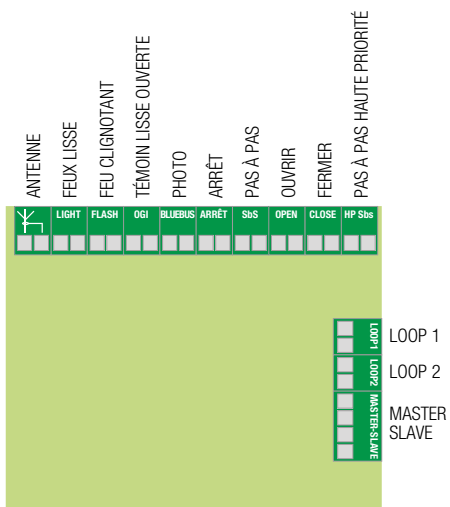 ANTENNE
FEUX LISSE
FEU CLIGNOTANT
TÉMOIN LISSE OUVERTE
PHOTO
ARRÊT
PAS À PAS
OUVRIR
FERMER
PAS À PAS HAUTE PRIORITÉ
LIGHT FLASH OGI BLUEBUS ARRÊT SbS OPEN CLOSE HP Sbs
LOOP1 LOOP 1
LOOP2 LOOP 2
MASTER-SLAVE
MASTER
SLAVE